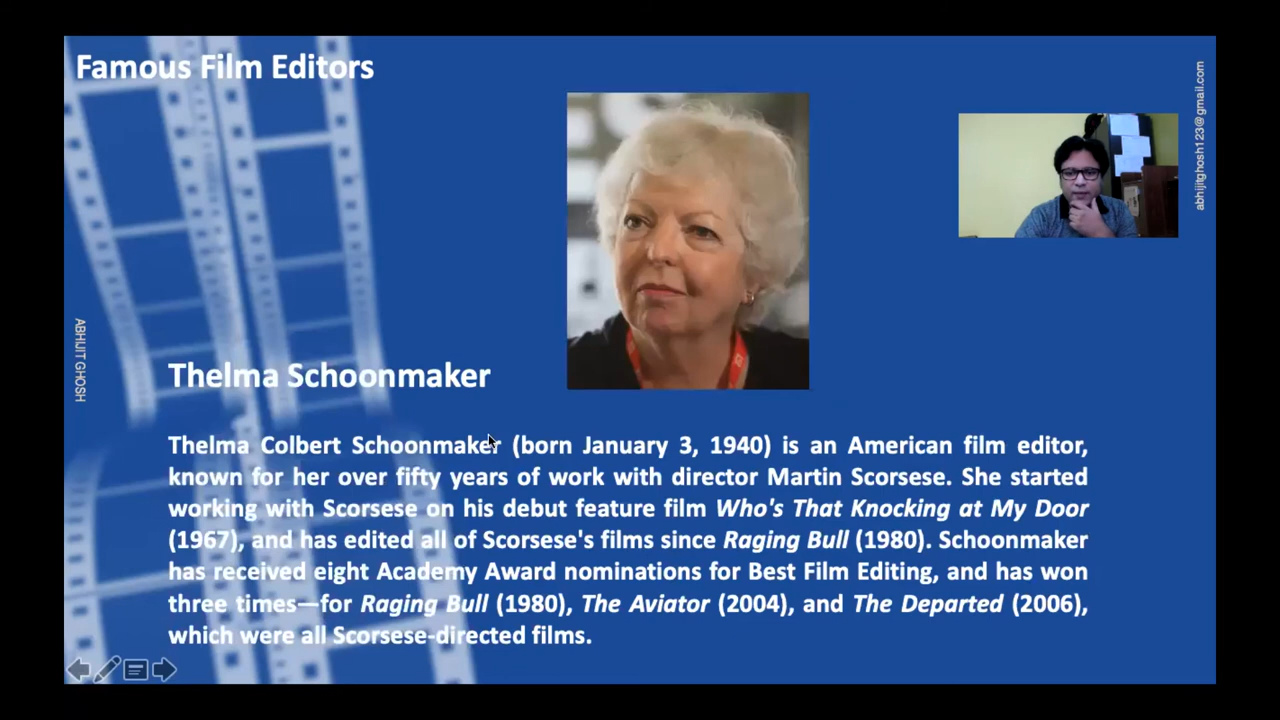 Famous Film Editors
abhijitghosh123@gmail.com
ABHIJIT GHOSH
Thelma Schoonmaker
Thelma Colbert Schoonmaker (born January 3, 1940) is an American film editor,
known for her over fifty years of work with director Martin Scorsese. She started
working with Scorsese on his debut feature film Who's That Knocking at My Door
(1967), and has edited all of Scorsese's films since Raging Bull (1980). Schoonmaker
has received eight Academy Award nominations for Best Film Editing, and has won
three times—for Raging Bull (1980), The Aviator (2004), and The Departed (2006),
which were all Scorsese-directed films.